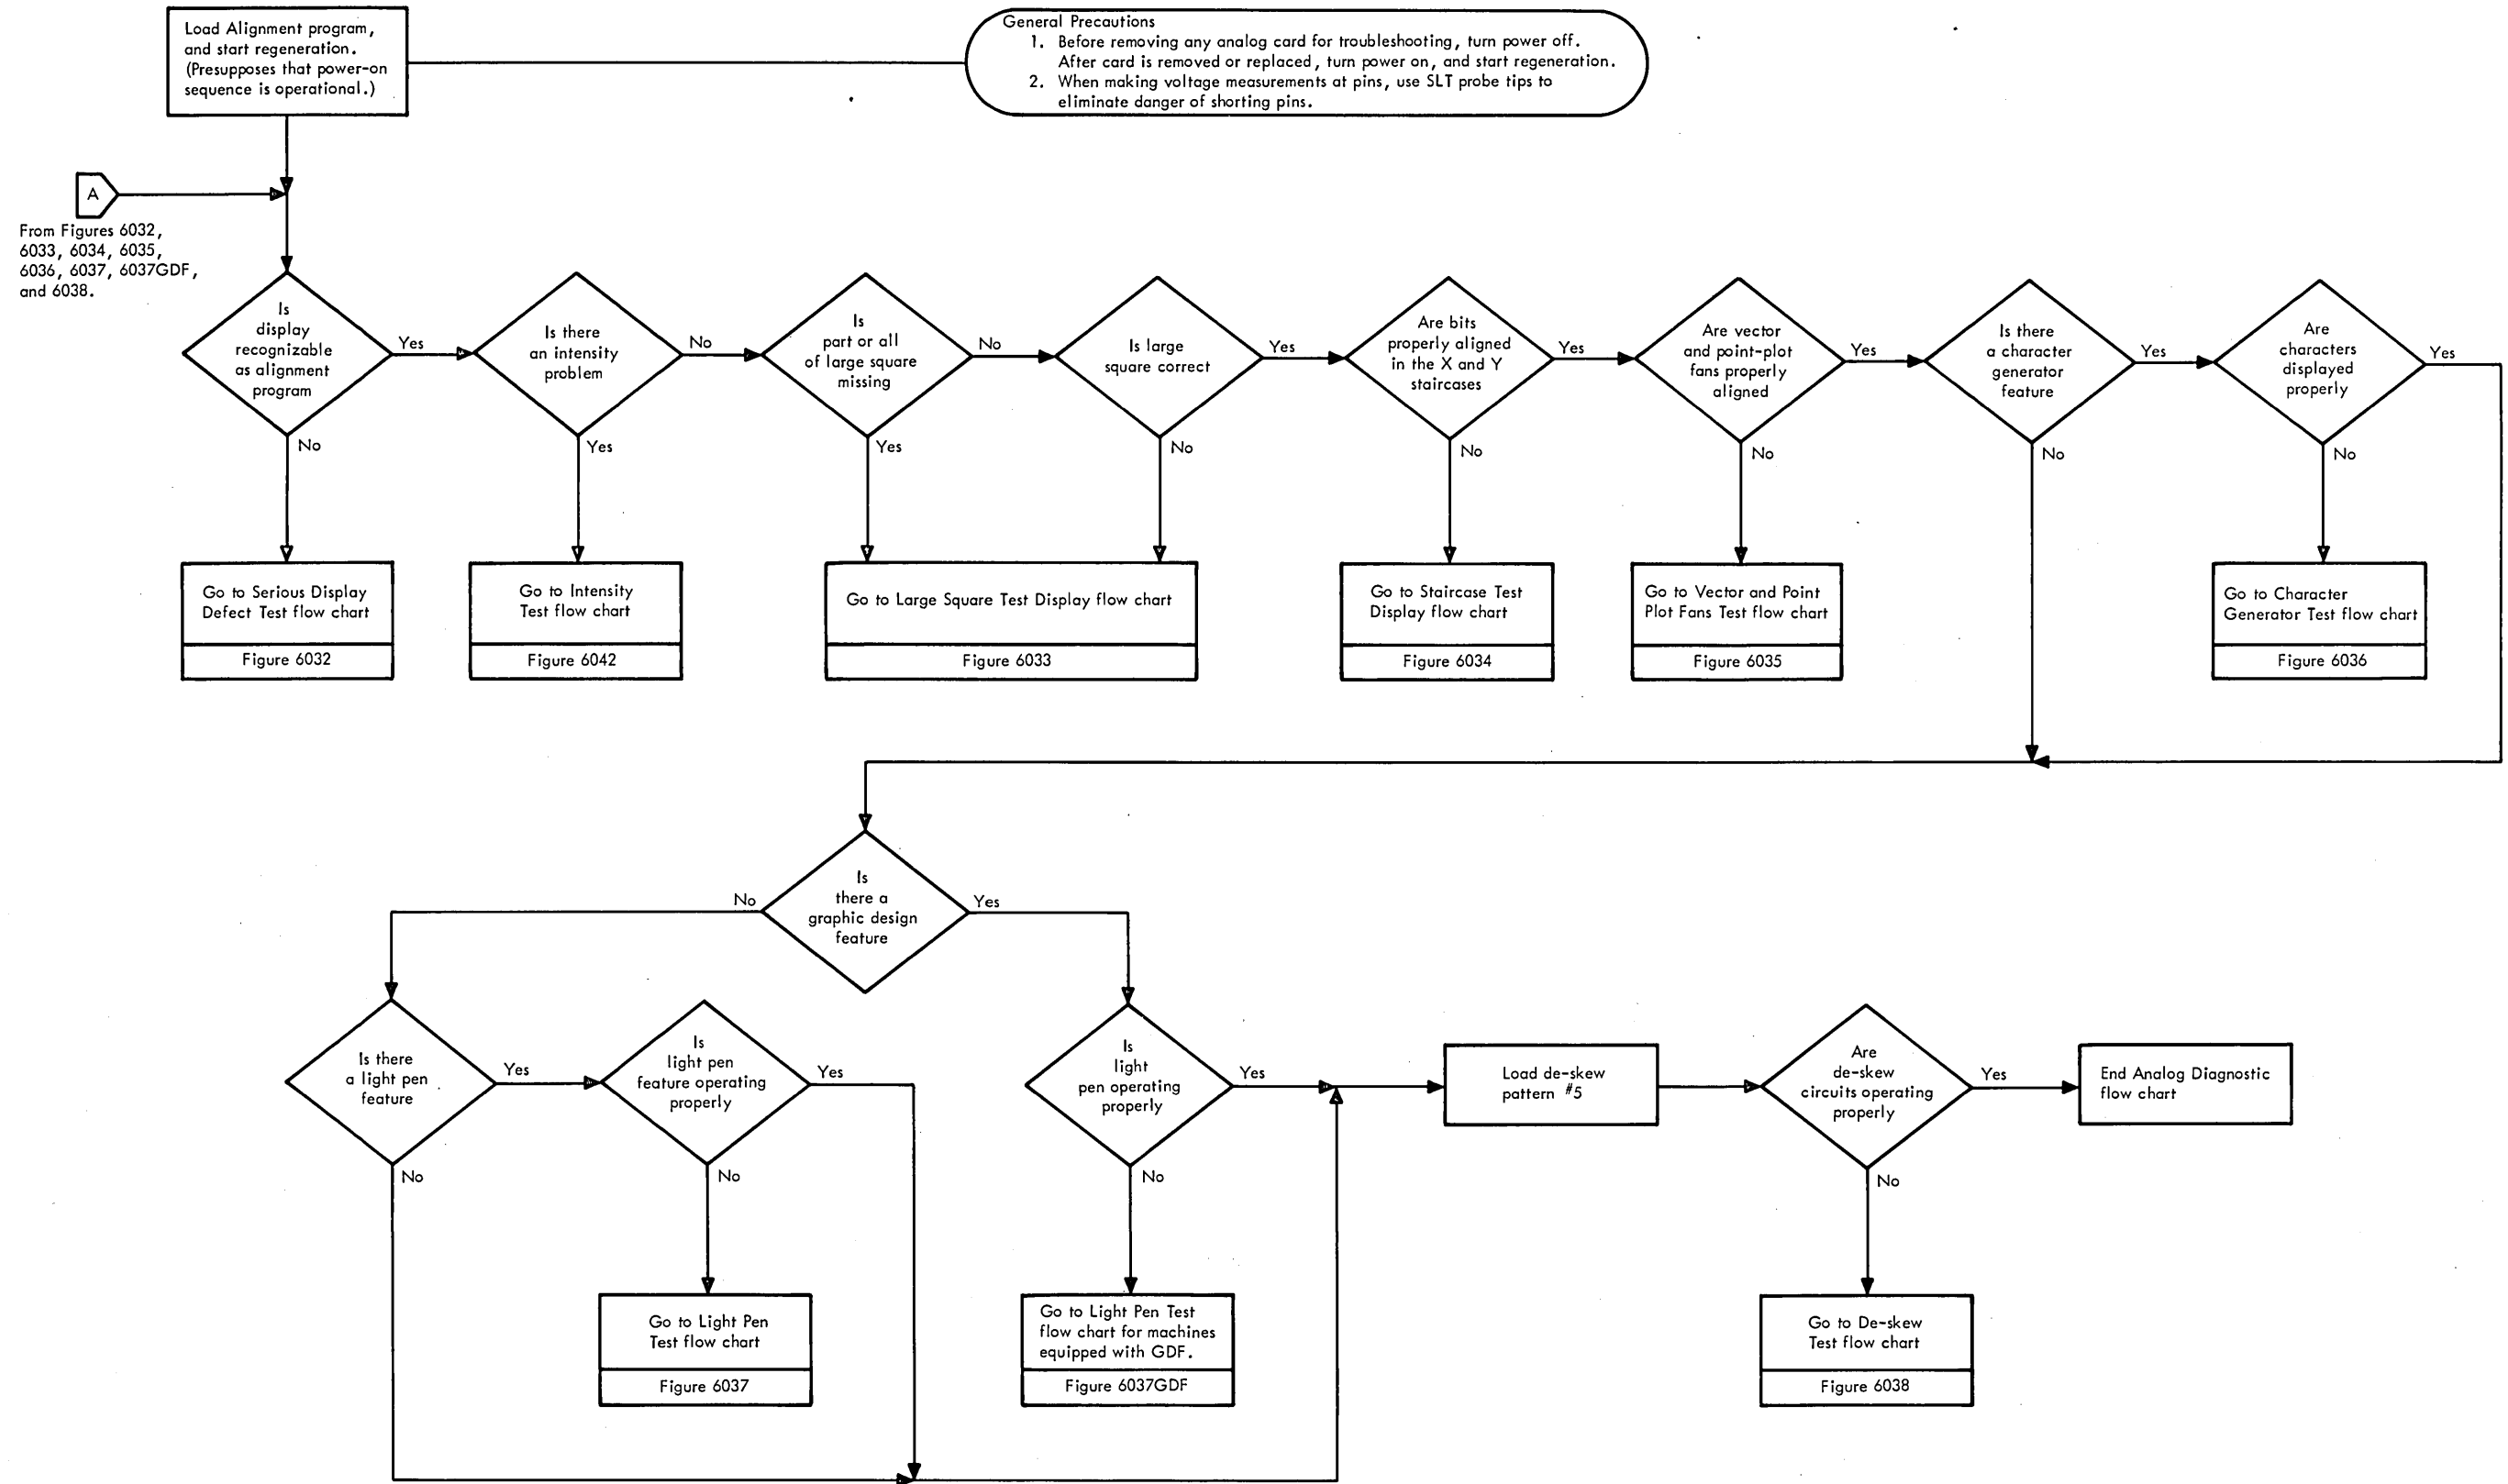 Load Alignment program,
and start regeneration.
(Presupposes that power-on
sequence is operational.)
General Precautions
1. Before removing any analog card for troubleshooting, turn power off.
After card is removed or replaced, turn power on, and start regeneration.
2. When making voltage measurements at pins, use SLT probe tips to
eliminate danger of shorting pins.
A
From Figures 6032,
6033, 6034, 6035,
6036, 6037, 6037GDF,
and 6038.
Is
display
recognizable
as alignment
program
Yes
No
Is there
an intensity
problem
No
Yes
Is
part or all
of large square
missing
No
Yes
Is large
square correct
Yes
No
Are bits
properly aligned
in the X and Y
staircases
Yes
No
Are vector
and point-plot
fans properly
aligned
Yes
No
Is there
a character
generator
feature
Yes
No
Are
characters
displayed
properly
Yes
No
Go to Serious Display
Defect Test flow chart
Figure 6032
Go to Intensity
Test flow chart
Figure 6042
Go to Large Square Test Display flow chart
Figure 6033
Go to Staircase Test
Display flow chart
Figure 6034
Go to Vector and Point
Plot Fans Test flow chart
Figure 6035
Go to Character
Generator Test flow chart
Figure 6036
Is
there a
graphic design
feature
No
Yes
Is there
a light pen
feature
Yes
No
Is
light pen
feature operating
properly
Yes
No
Is
light
pen operating
properly
Yes
No
Load de-skew
pattern #5
Are
de-skew
circuits operating
properly
Yes
No
End Analog Diagnostic
flow chart
Go to Light Pen
Test flow chart
Figure 6037
Go to Light Pen Test
flow chart for machines
equipped with GDF.
Figure 6037GDF
Go to De-skew
Test flow chart
Figure 6038